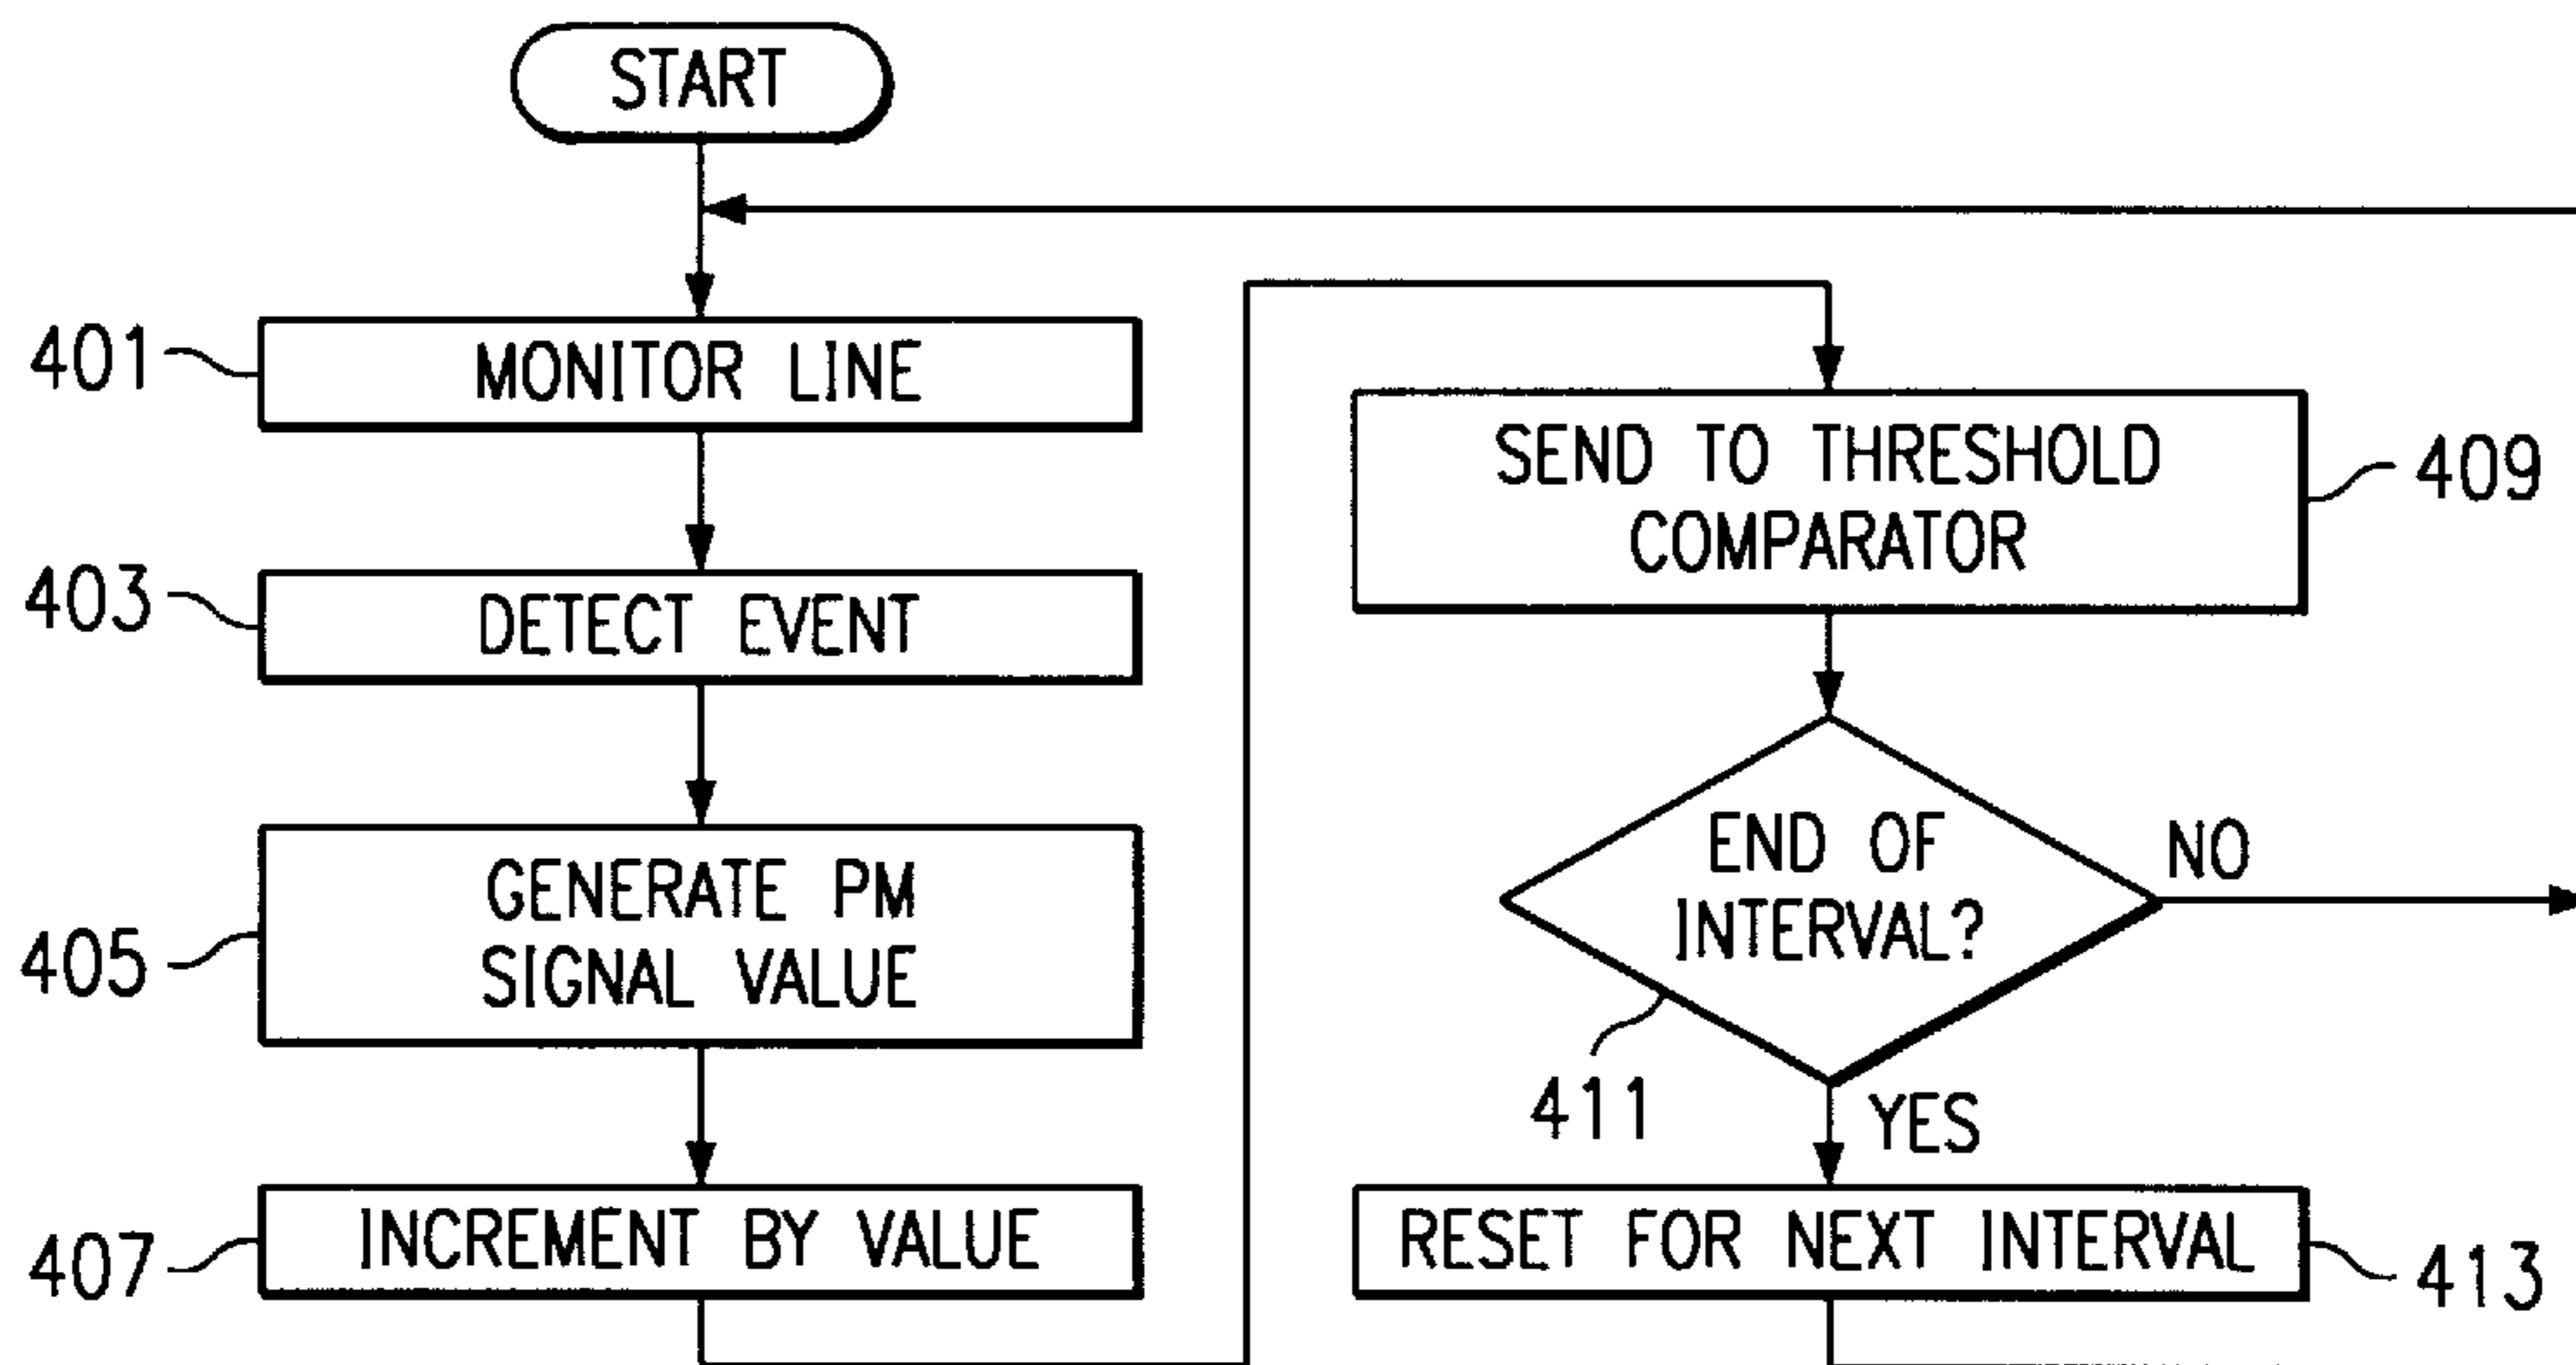 START
401
MONITOR LINE
403
DETECT EVENT
405
GENERATE PM
SIGNAL VALUE
407
INCREMENT BY VALUE
SEND TO THRESHOLD
COMPARATOR
409
END OF
INTERVAL?
NO
411
YES
RESET FOR NEXT INTERVAL
413